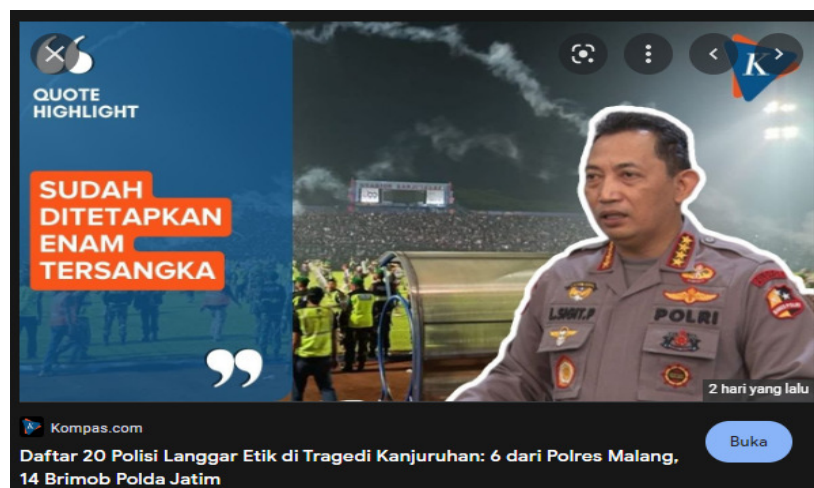 QUOTE
HIGHLIGHT
K
SUDAH
DITETAPKAN
ENAM
TERSANGKA
L.SIGIT.P
POLRI
2 hari yang lalu
Kompas.com
Daftar 20 Polisi Langgar Etik di Tragedi Kanjuruhan: 6 dari Polres Malang,
14 Brimob Polda Jatim
Buka